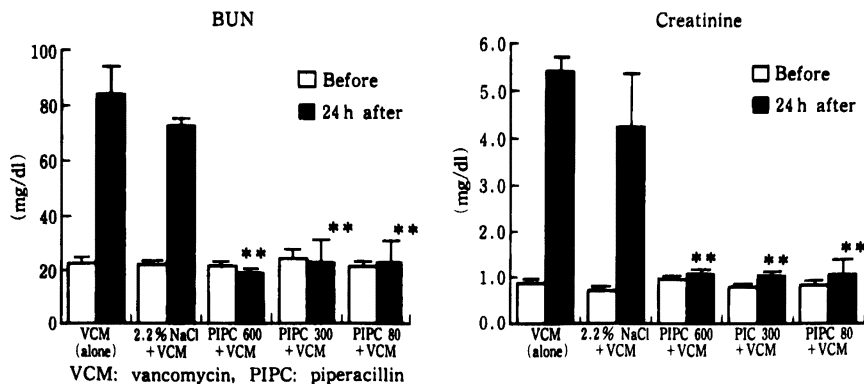 BUN
100
80
60
40
20
0
(mg/dl)
Before
24 h after
** ** **
VCM PIPC 600 PIPC 300 PIPC 80
2.2% NaCl
(alone) + VCM + VCM + VCM + VCM
VCM: vancomycin, PIPC: piperacillin
Creatinine
6.0
5.0
4.0
3.0
2.0
1.0
0.0
(mg/dl)
Before
24 h after
** ** **
VCM 2.2% NaCl PIPC 600 PIC 300 PIPC 80
(alone) + VCM + VCM + VCM + VCM